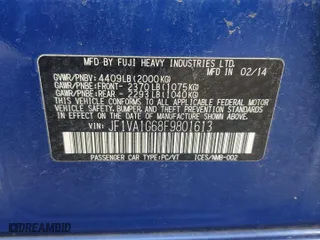 MFD. BY FUJI HEAVY INDUSTRIES LTD.
MFD IN 02/14
GVWR/PNBV: 4409LB(2000KG)
GAWR/PNBE:FRONT- 2370LB(1075KG)
GAWR/PNBE:REAR - 2293LB(1040KG)
THIS VEHICLE CONFORMS TO ALL APPLICABLE
FEDERAL MOTOR VEHICLE SAFETY, BUMPER, AND
THEFT PREVENTION STANDARDS IN
EFFECT ON THE DATE OF MANUFACTURE SHOWN ABOVE.
VIN: JF1VA1GG68F9801613
PASSENGER CAR TYPE:PC/VT ICES/NMB-002
DREAMBID